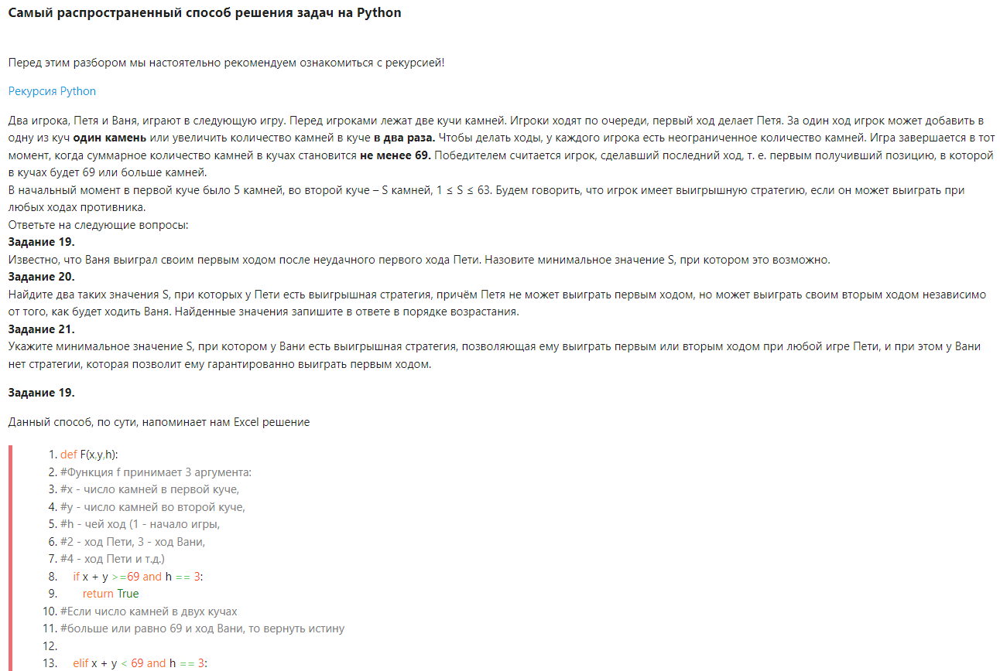 Самый распространенный способ решения задач на Python
Перед этим разбором мы настоятельно рекомендуем ознакомиться с рекурсией!
Рекурсия Python
Два игрока, Петя и Ваня, играют в следующую игру. Перед игроками лежат две кучи камней. Игроки ходят по очереди, первый ход делает Петя. За один ход игрок может добавить в
одну из куч один камень или увеличить количество камней в куче в два раза. Чтобы делать ходы, у каждого игрока есть неограниченное количество камней. Игра завершается в тот
момент, когда суммарное количество камней в кучах становится не менее 69. Победителем считается игрок, сделавший последний ход, т. е. первым получивший позицию, в которой
в кучах будет 69 или больше камней.
В начальный момент в первой куче было 5 камней, во второй куче – S камней, 1 ≤ S ≤ 63. Будем говорить, что игрок имеет выигрышную стратегию, если он может выиграть при
любых ходах противника.
Ответьте на следующие вопросы:
Задание 19.
Известно, что Ваня выиграл своим первым ходом после неудачного первого хода Пети. Назовите минимальное значение S, при котором это возможно.
Задание 20.
Найдите два таких значения S, при которых у Пети есть выигрышная стратегия, причём Петя не может выиграть первым ходом, но может выиграть своим вторым ходом независимо
от того, как будет ходить Ваня. Найденные значения запишите в ответе в порядке возрастания.
Задание 21.
Укажите минимальное значение S, при котором у Вани есть выигрышная стратегия, позволяющая ему выиграть первым или вторым ходом при любой игре Пети, и при этом у Вани
нет стратегии, которая позволит ему гарантированно выиграть первым ходом.
Задание 19.
Данный способ, по сути, напоминает нам Excel решение
1. def F(x,y,h):
2. #Функция f принимает 3 аргумента:
3. #x - число камней в первой куче,
4. #y - число камней во второй куче,
5. #h - чей ход (1 - начало игры,
6. #2 - ход Пети, 3 - ход Вани,
7. #4 - ход Пети и т.д.)
8. if x + y >=69 and h == 3:
9. return True
10. #Если число камней в двух кучах
11. #больше или равно 69 и ход Вани, то вернуть истину
12.
13. elif x + y < 69 and h == 3: